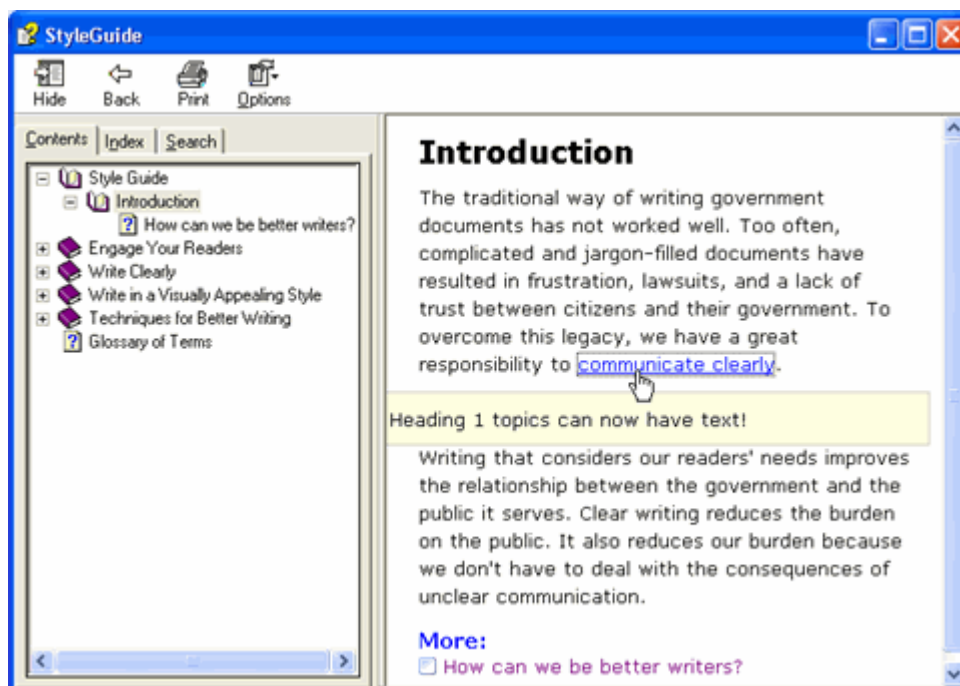 StyleGuide
Hide Back Print Options
Contents Index Search
Style Guide
Introduction
How can we be better writers?
Engage Your Readers
Write Clearly
Write in a Visually Appealing Style
Techniques for Better Writing
Glossary of Terms
Introduction
The traditional way of writing government
documents has not worked well. Too often,
complicated and jargon-filled documents have
resulted in frustration, lawsuits, and a lack of
trust between citizens and their government. To
overcome this legacy, we have a great
responsibility to communicate clearly.
Heading 1 topics can now have text!
Writing that considers our readers' needs improves
the relationship between the government and the
public it serves. Clear writing reduces the burden
on the public. It also reduces our burden because
we don't have to deal with the consequences of
unclear communication.
More:
How can we be better writers?